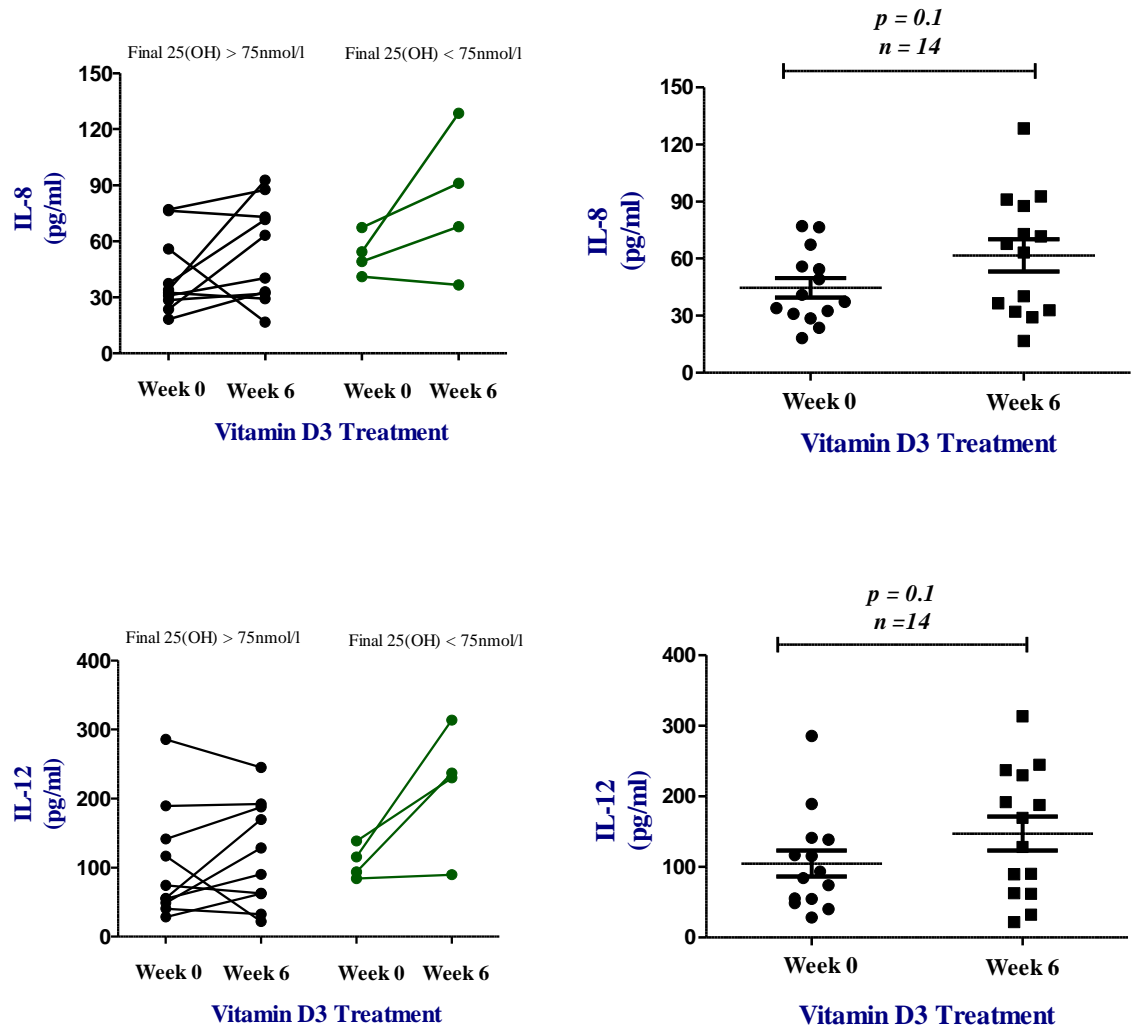 Final 25(OH) > 75nmol/l
Final 25(OH) < 75nmol/l
150
120
90
60
30
0
IL-8
(pg/ml)
Week 0
Week 6
Week 0
Week 6
Vitamin D3 Treatment
p = 0.1
n = 14
150
120
90
60
30
0
IL-8
(pg/ml)
Week 0
Week 6
Vitamin D3 Treatment
Final 25(OH) > 75nmol/l
Final 25(OH) < 75nmol/l
400
300
200
100
0
IL-12
(pg/ml)
Week 0
Week 6
Week 0
Week 6
Vitamin D3 Treatment
p = 0.1
n =14
400
300
200
100
0
IL-12
(pg/ml)
Week 0
Week 6
Vitamin D3 Treatment